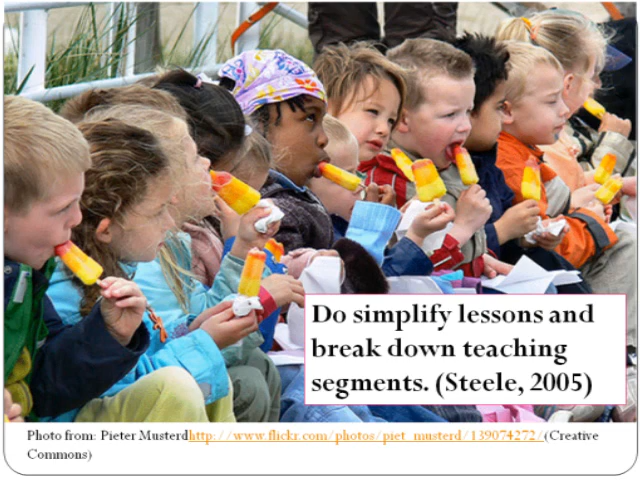 Do simplify lessons and
break down teaching
segments. (Steele, 2005)
Photo from: Pieter Musterdhttp://www.flickr.com/photos/piet_musterd/139074272/(Creative
Commons)